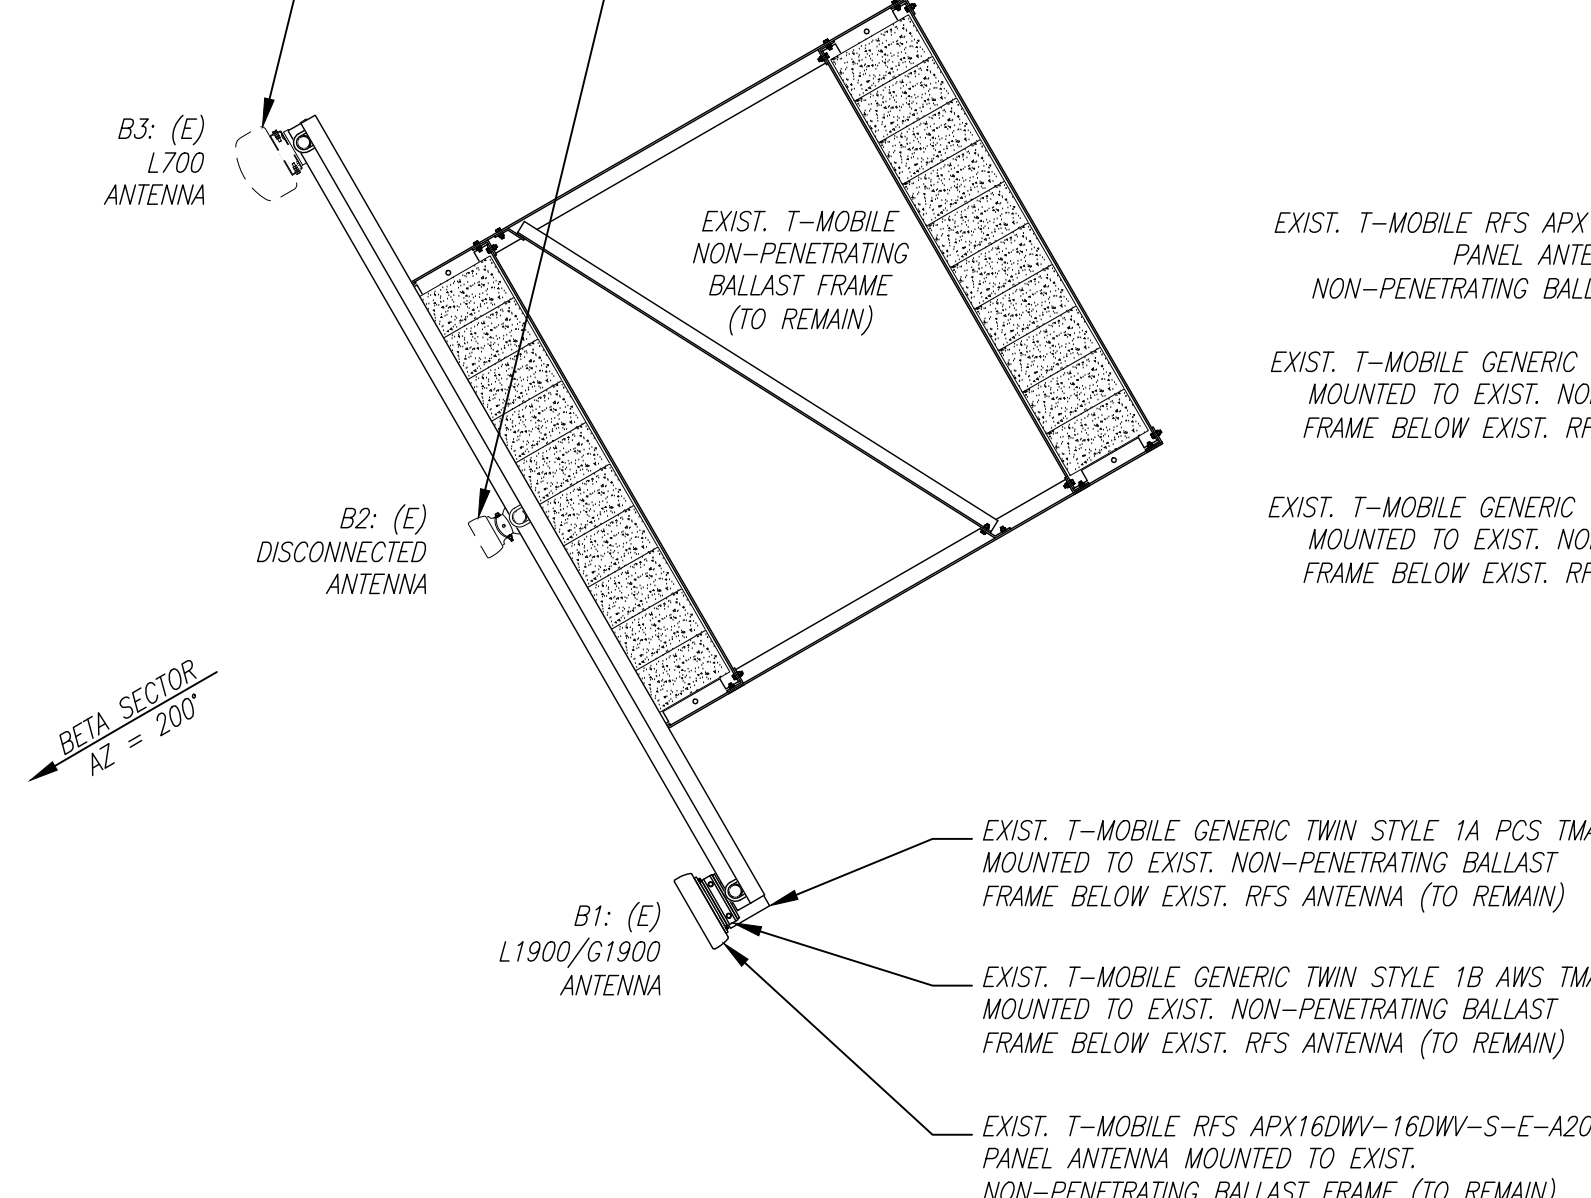 B3: (E)
L700
ANTENNA
EXIST. T-MOBILE
NON-PENETRATING
BALLAST FRAME
(TO REMAIN)
EXIST. T-MOBILE RFS APX
PANEL ANTE
NON-PENETRATING BALL
EXIST. T-MOBILE GENERIC
MOUNTED TO EXIST. NO
FRAME BELOW EXIST. RF
EXIST. T-MOBILE GENERIC
MOUNTED TO EXIST. NO
FRAME BELOW EXIST. RF
B2: (E)
DISCONNECTED
ANTENNA
BETA SECTOR
AZ = 200°
B1: (E)
L1900/G1900
ANTENNA
EXIST. T-MOBILE GENERIC TWIN STYLE 1A PCS TMA
MOUNTED TO EXIST. NON-PENETRATING BALLAST
FRAME BELOW EXIST. RFS ANTENNA (TO REMAIN)
EXIST. T-MOBILE GENERIC TWIN STYLE 1B AWS TMA
MOUNTED TO EXIST. NON-PENETRATING BALLAST
FRAME BELOW EXIST. RFS ANTENNA (TO REMAIN)
EXIST. T-MOBILE RFS APX16DWV-16DWV-S-E-A20
PANEL ANTENNA MOUNTED TO EXIST.
NON-PENETRATING BALLAST FRAME (TO REMAIN)